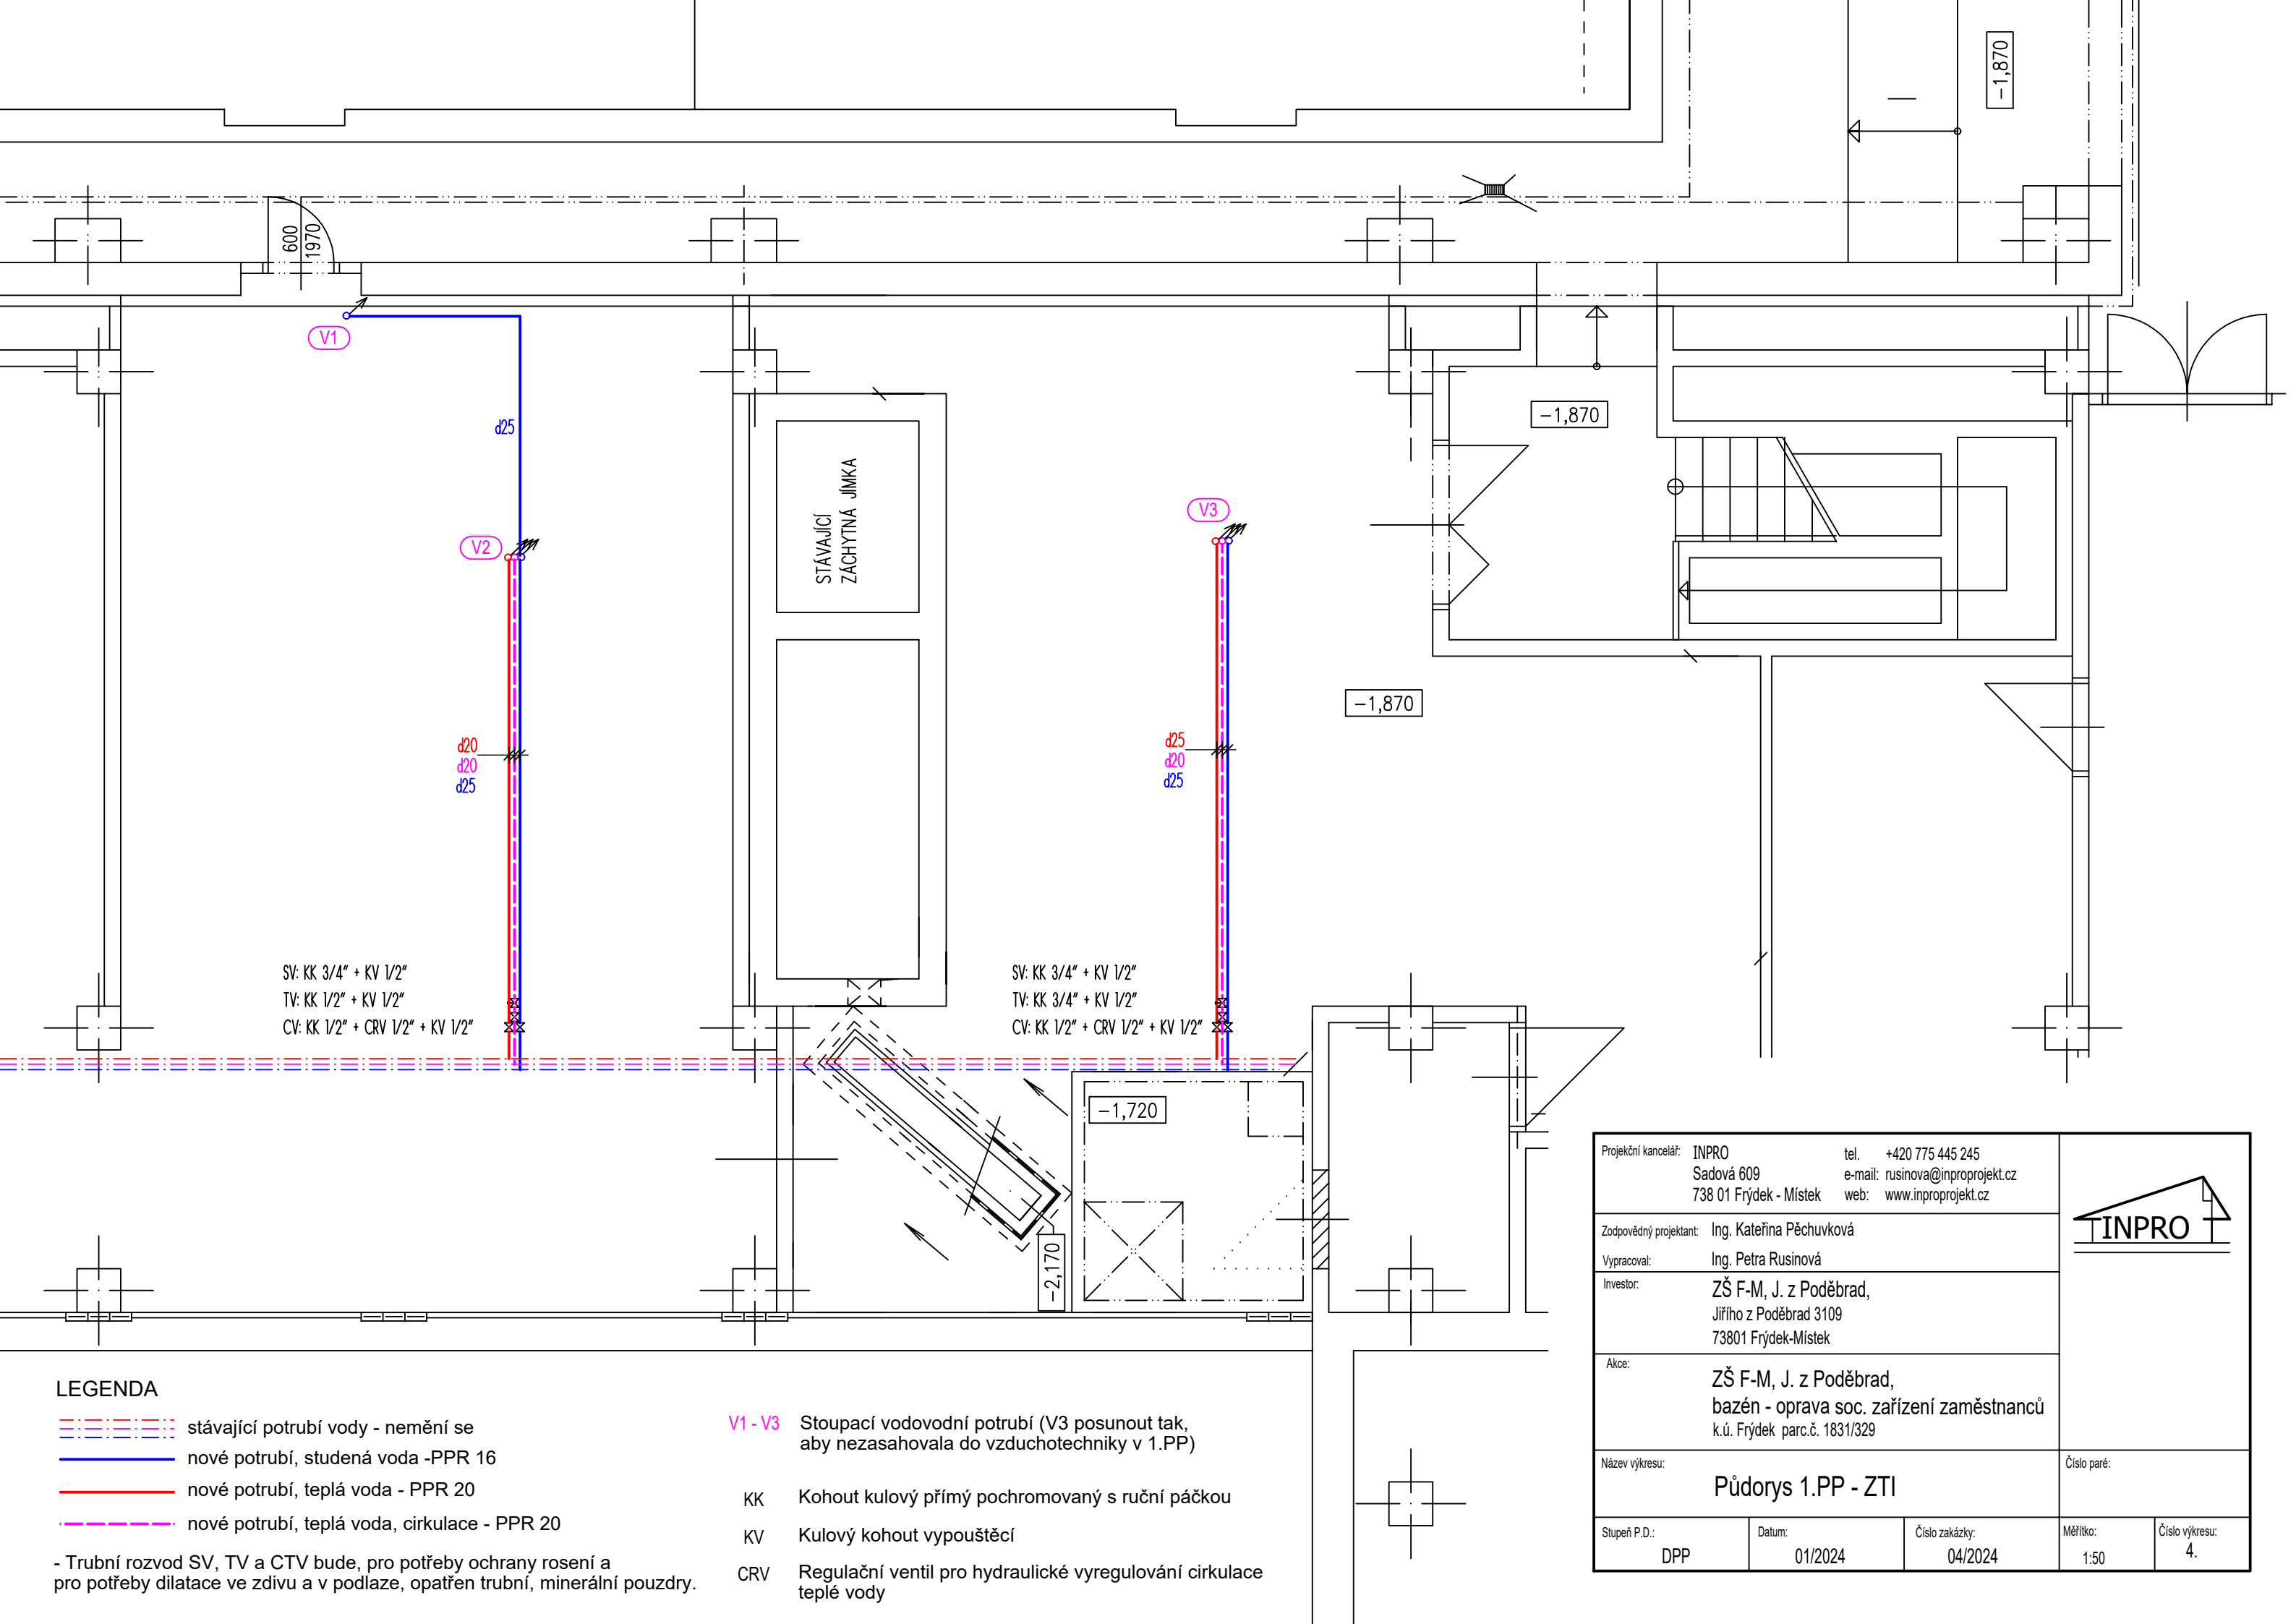 −1,870
600
1970
V1
d25
−1,870
STÁVAJÍCÍ
ZÁCHYTNÁ JÍMKA
V3
V2
−1,870
d20
d20
d25
d25
d20
d25
SV: KK 3/4" + KV 1/2"
TV: KK 1/2" + KV 1/2"
CV: KK 1/2" + CRV 1/2" + KV 1/2"
SV: KK 3/4" + KV 1/2"
TV: KK 3/4" + KV 1/2"
CV: KK 1/2" + CRV 1/2" + KV 1/2"
−1,720
−2,170
LEGENDA
stávající potrubí vody - nemění se
nové potrubí, studená voda -PPR 16
nové potrubí, teplá voda - PPR 20
nové potrubí, teplá voda, cirkulace - PPR 20
- Trubní rozvod SV, TV a CTV bude, pro potřeby ochrany rosení a
pro potřeby dilatace ve zdivu a v podlaze, opatřen trubní, minerální pouzdry.
V1 - V3 Stoupací vodovodní potrubí (V3 posunout tak,
aby nezasahovala do vzduchotechniky v 1.PP)
KK Kohout kulový přímý pochromovaný s ruční páčkou
KV Kulový kohout vypouštěcí
CRV Regulační ventil pro hydraulické vyregulování cirkulace
teplé vody
Projekční kancelář: INPRO tel. +420 775 445 245
Sadová 609 e-mail: rusinova@inproprojekt.cz
738 01 Frýdek - Místek web: www.inproprojekt.cz
INPRO
Zodpovědný projektant: Ing. Kateřina Pěchuvková
Vypracoval: Ing. Petra Rusinová
Investor: ZŠ F-M, J. z Poděbrad,
Jiřího z Poděbrad 3109
73801 Frýdek-Místek
Akce: ZŠ F-M, J. z Poděbrad,
bazén - oprava soc. zařízení zaměstnanců
k.ú. Frýdek parc.č. 1831/329
Název výkresu: Půdorys 1.PP - ZTI
Číslo paré:
Stupeň P.D.: DPP
Datum: 01/2024
Číslo zakázky: 04/2024
Měřítko: 1:50
Číslo výkresu: 4.